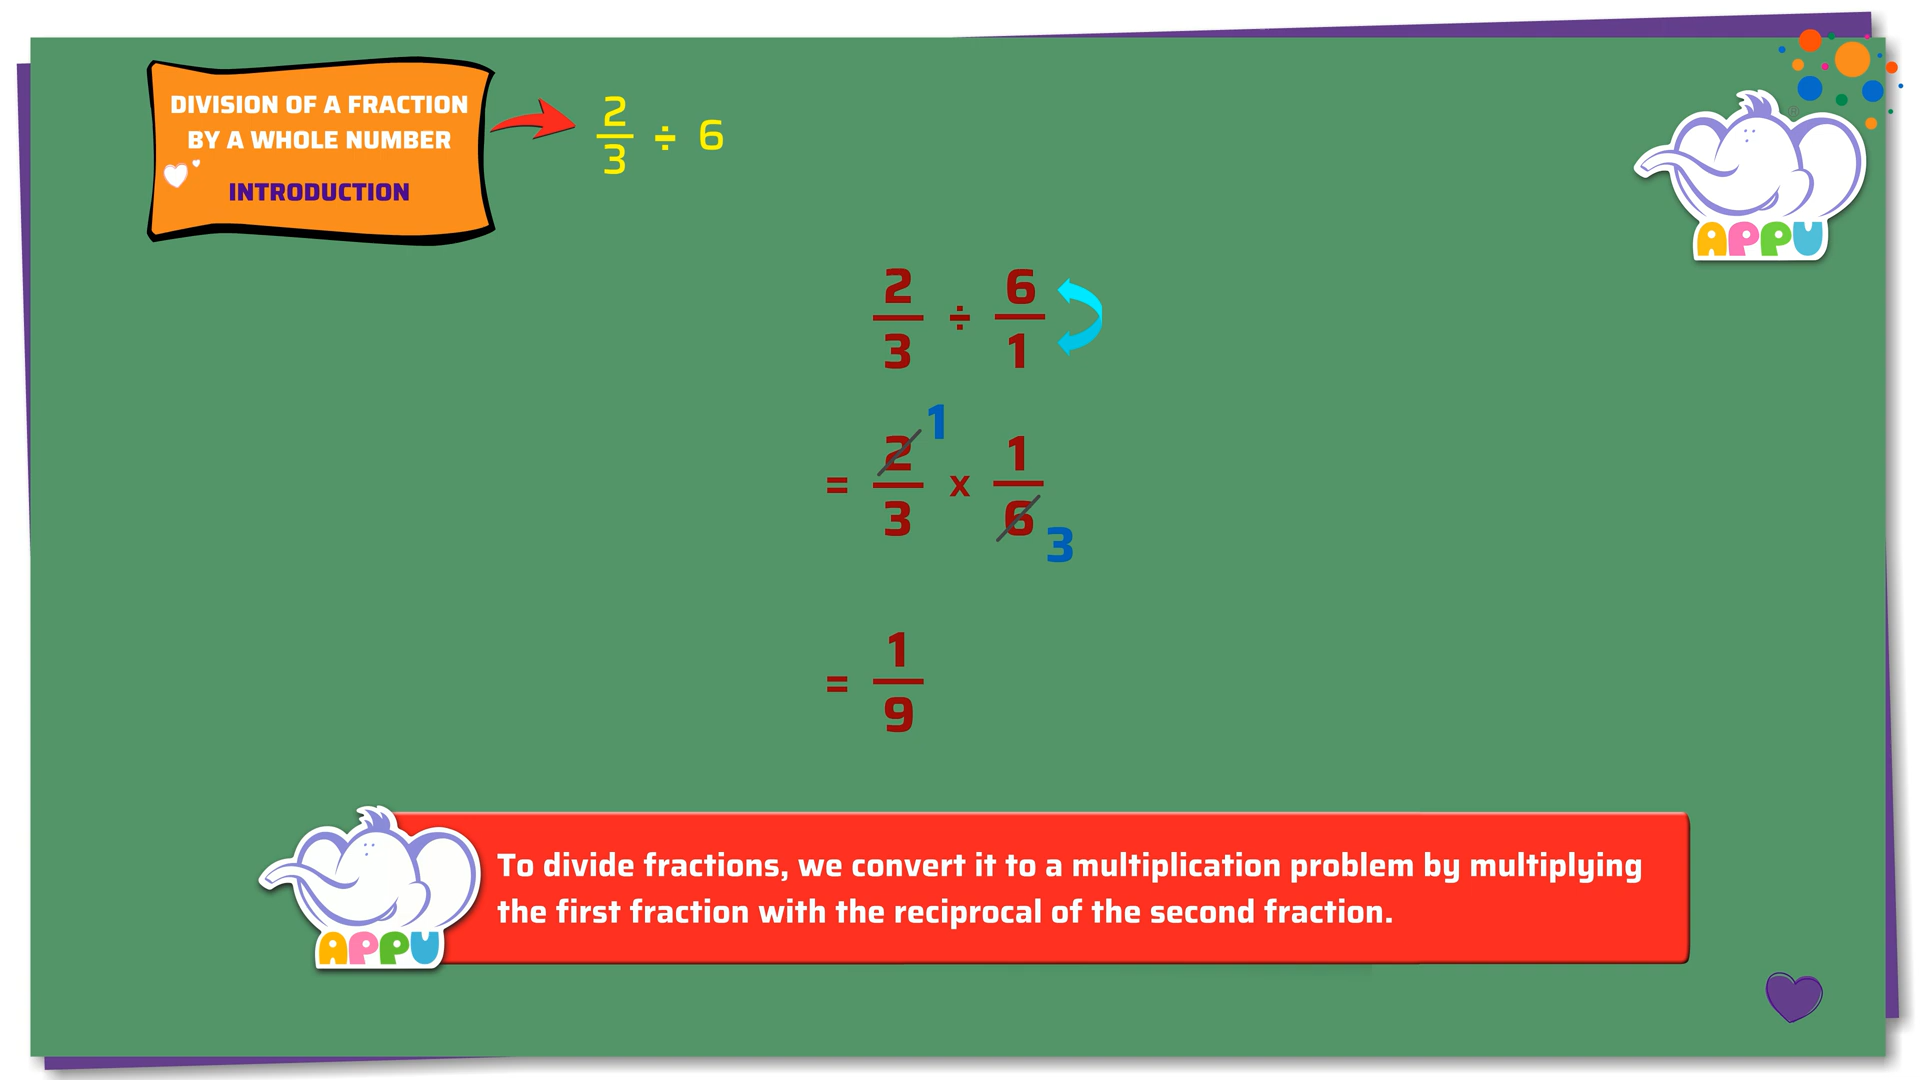 DIVISION OF A FRACTION
BY A WHOLE NUMBER
INTRODUCTION
2/3 ÷ 6
APPU
2/3 ÷ 6/1
1
= 2/3 x 1/6
3
= 1/9
To divide fractions, we convert it to a multiplication problem by multiplying
the first fraction with the reciprocal of the second fraction.
APPU